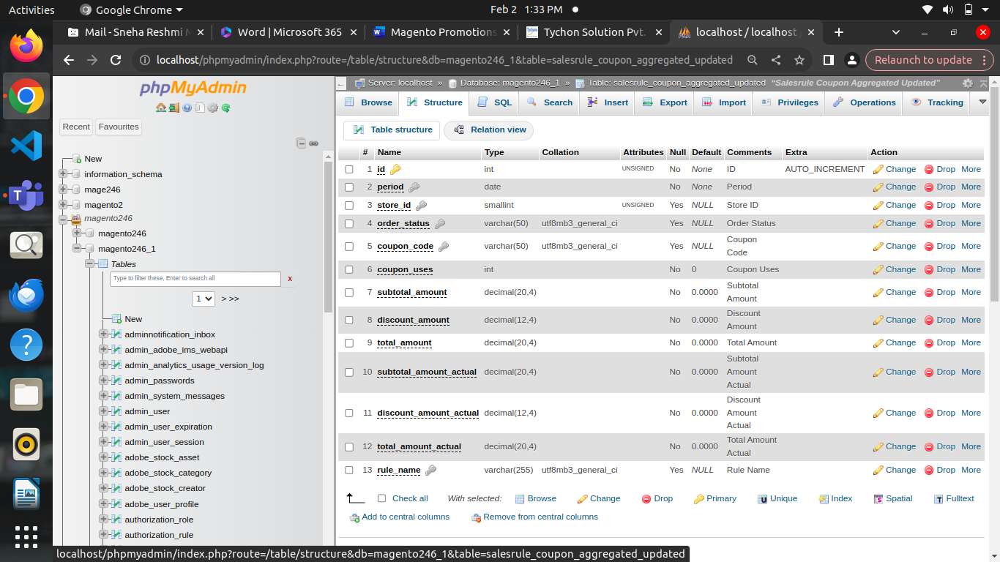 Activities
Google Chrome
Feb 2 1:33 PM
Mail - Sneha Reshmi M
Word | Microsoft 365
Magento Promotions
Tychon Solution Pvt.
localhost / localhost /
localhost/phpmyadmin/index.php?route=/table/structure&db=magento246_1&table=salesrule_coupon_aggregated_updated
Relaunch to update
phpMyAdmin
Recent
Favourites
New
information_schema
mage246
magento2
magento246
magento246
magento246_1
Tables
Type to filter these, Enter to search all
x
1 > >>
New
adminnotification_inbox
admin_adobe_ims_webapi
admin_analytics_usage_version_log
admin_passwords
admin_system_messages
admin_user
admin_user_expiration
admin_user_session
adobe_stock_asset
adobe_stock_category
adobe_stock_creator
adobe_user_profile
authorization_role
authorization_rule
Server: localhost » Database: magento246_1 » Table: salesrule_coupon_aggregated_updated “Salesrule Coupon Aggregated Updated”
Browse Structure SQL Search Insert Export Import Privileges Operations Tracking
Table structure Relation view
# Name Type Collation Attributes Null Default Comments Extra Action
1 id int UNSIGNED No None ID AUTO_INCREMENT Change Drop More
2 period date No None Period Change Drop More
3 store_id smallint UNSIGNED Yes NULL Store ID Change Drop More
4 order_status varchar(50) utf8mb3_general_ci Yes NULL Order Status Change Drop More
5 coupon_code varchar(50) utf8mb3_general_ci Yes NULL Coupon Code Change Drop More
6 coupon_uses int No 0 Coupon Uses Change Drop More
7 subtotal_amount decimal(20,4) No 0.0000 Subtotal Amount Change Drop More
8 discount_amount decimal(12,4) No 0.0000 Discount Amount Change Drop More
9 total_amount decimal(20,4) No 0.0000 Total Amount Change Drop More
10 subtotal_amount_actual decimal(20,4) No 0.0000 Subtotal Amount Actual Change Drop More
11 discount_amount_actual decimal(12,4) No 0.0000 Discount Amount Actual Change Drop More
12 total_amount_actual decimal(20,4) No 0.0000 Total Amount Actual Change Drop More
13 rule_name varchar(255) utf8mb3_general_ci Yes NULL Rule Name Change Drop More
Check all With selected: Browse Change Drop Primary Unique Index Spatial Fulltext
Add to central columns Remove from central columns
localhost/phpmyadmin/index.php?route=/table/structure&db=magento246_1&table=salesrule_coupon_aggregated_updated